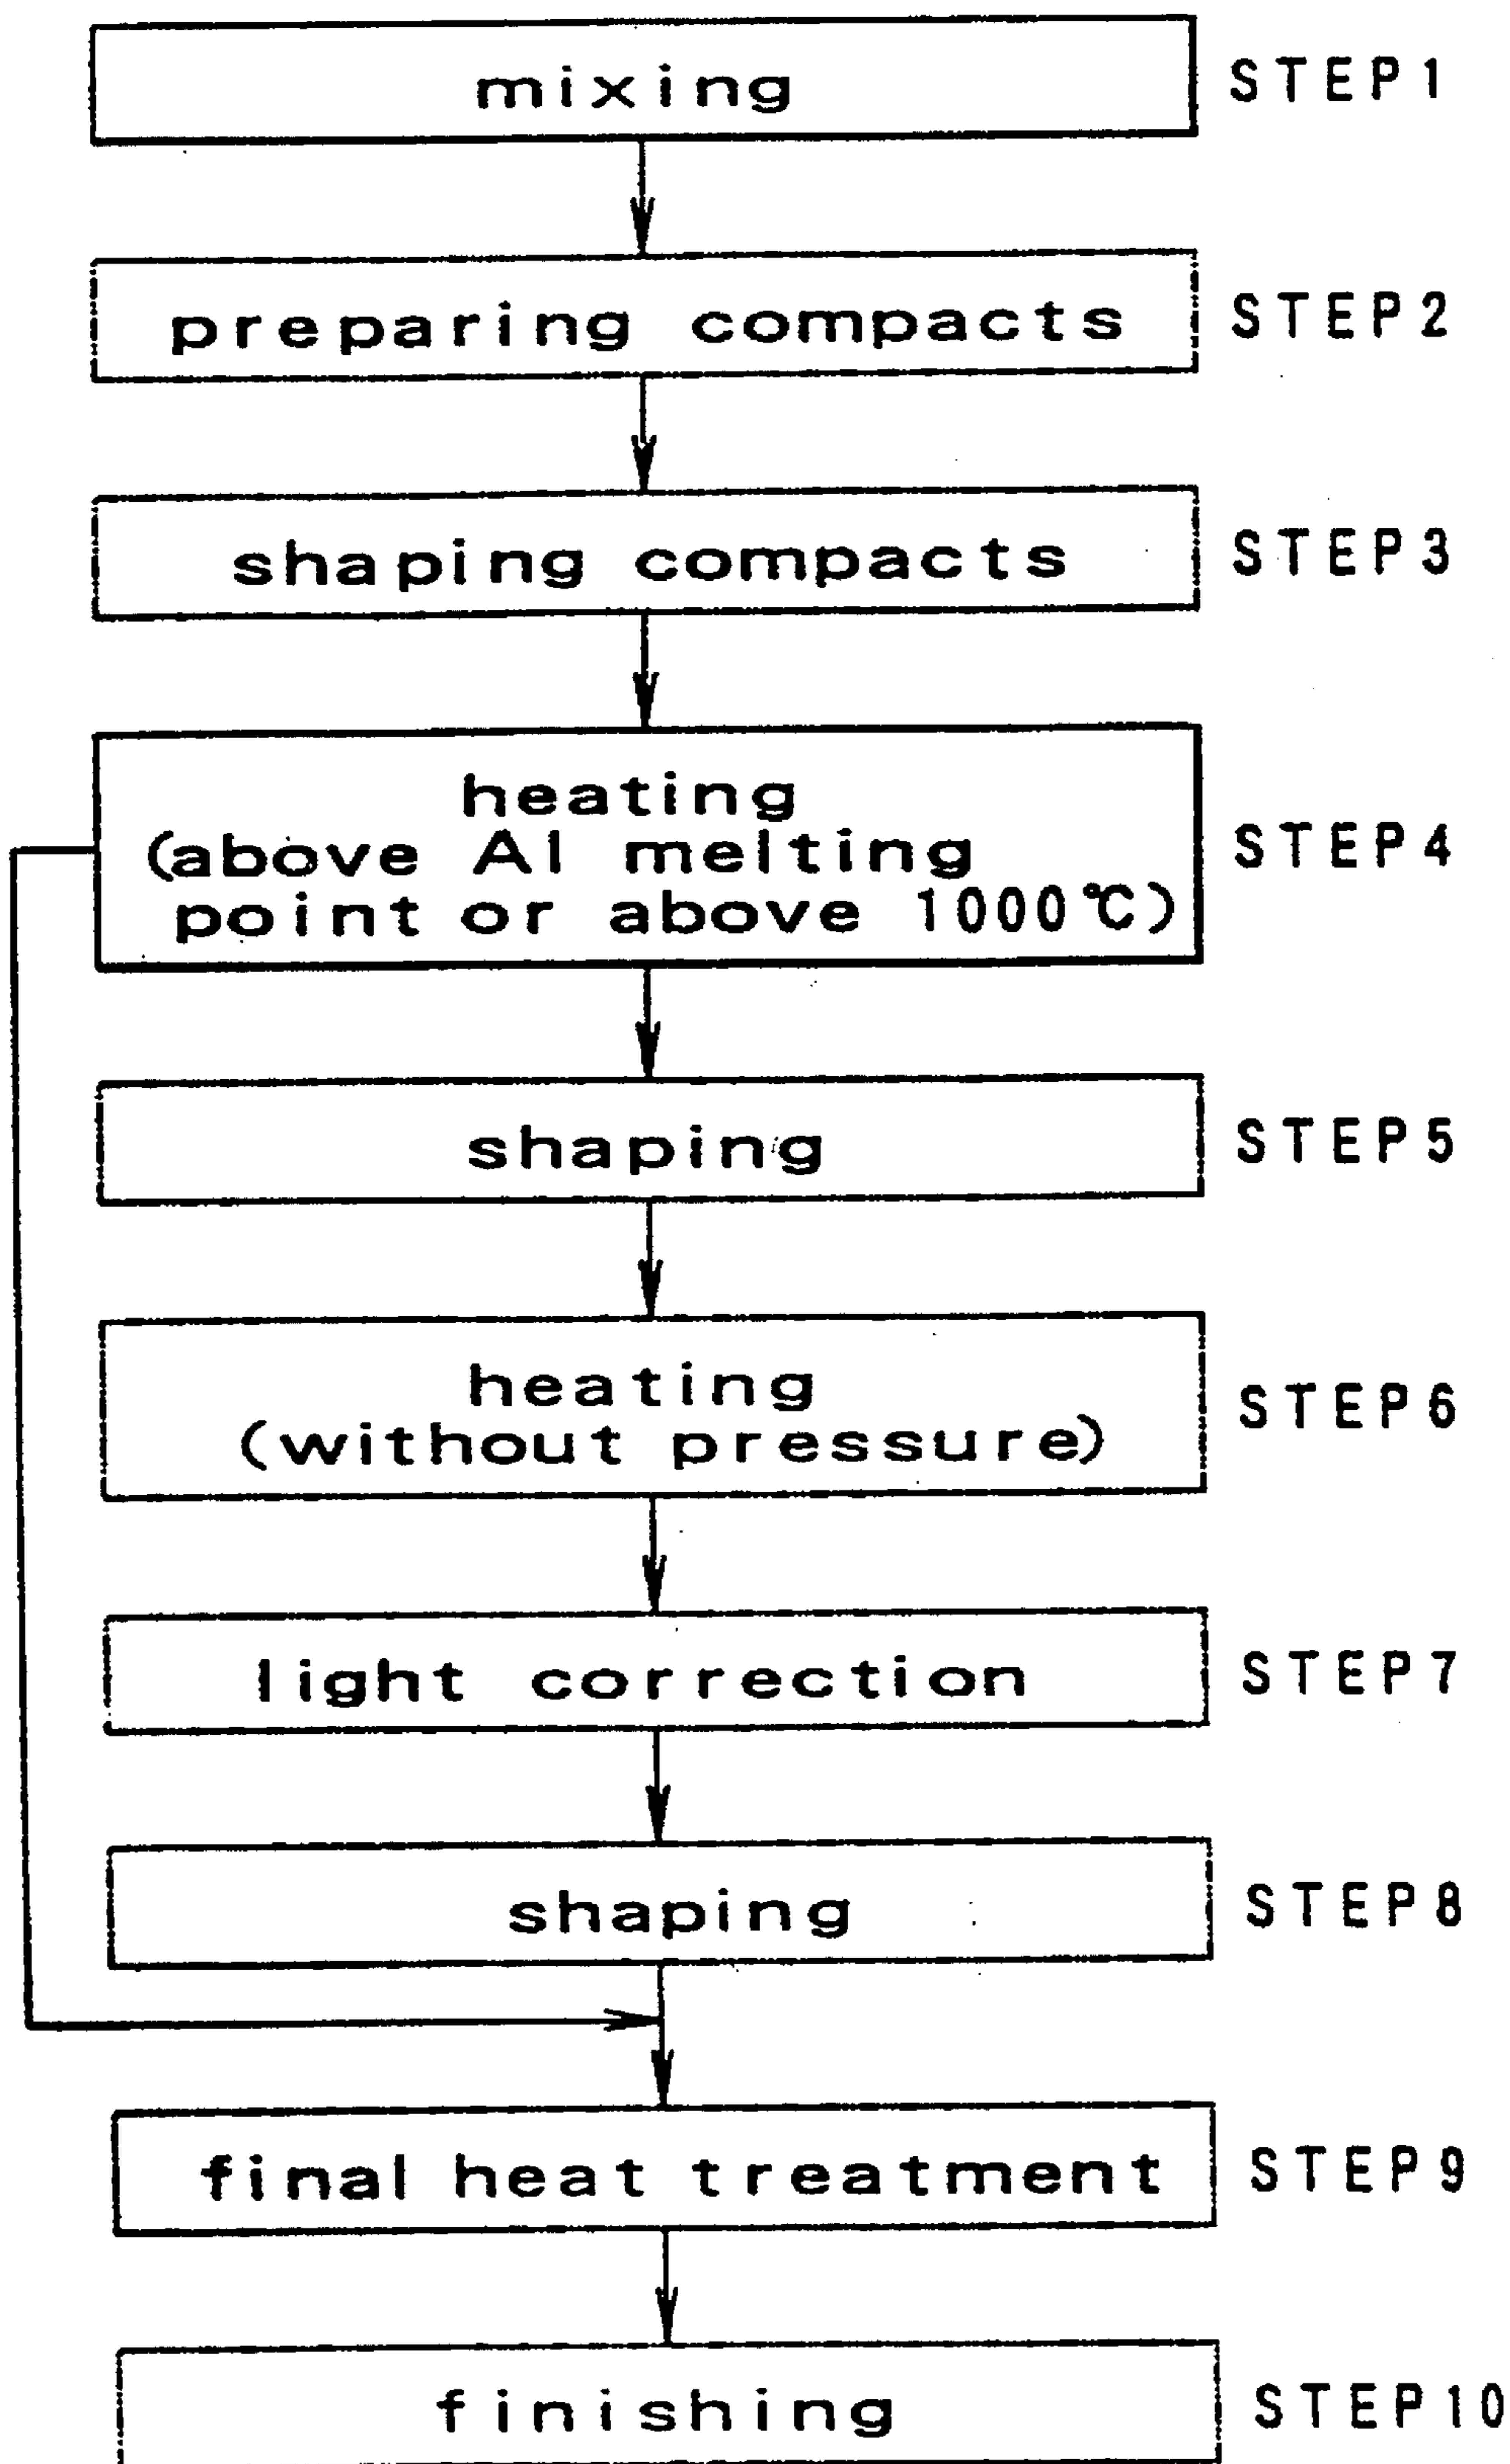 mixing STEP1
preparing compacts STEP2
shaping compacts STEP3
heating
(above Al melting STEP4
point or above 1000℃)
shaping STEP5
heating
(without pressure) STEP6
light correction STEP7
shaping STEP8
final heat treatment STEP9
finishing STEP10